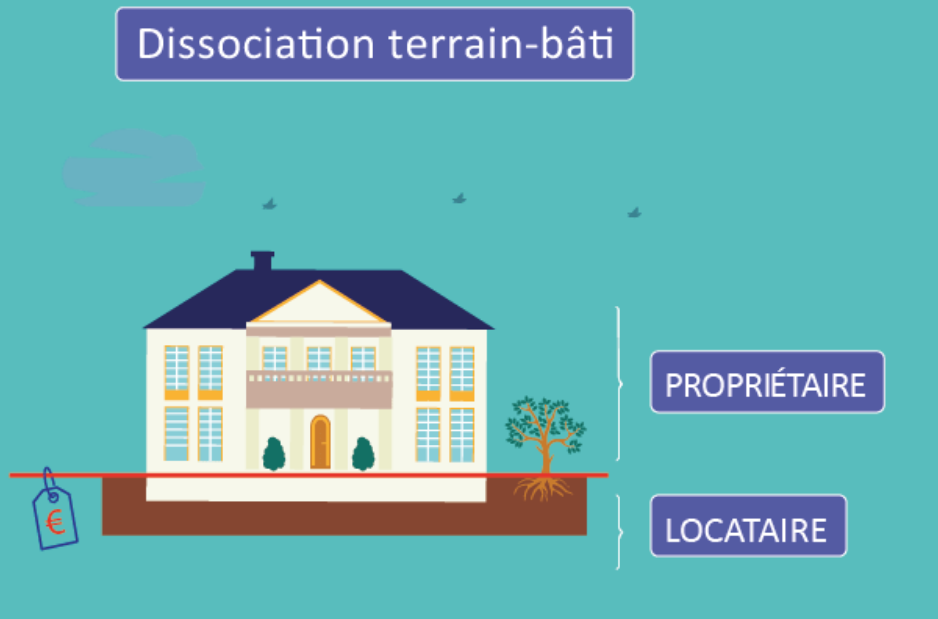 Dissociation terrain-bâti
PROPRIÉTAIRE
€
LOCATAIRE